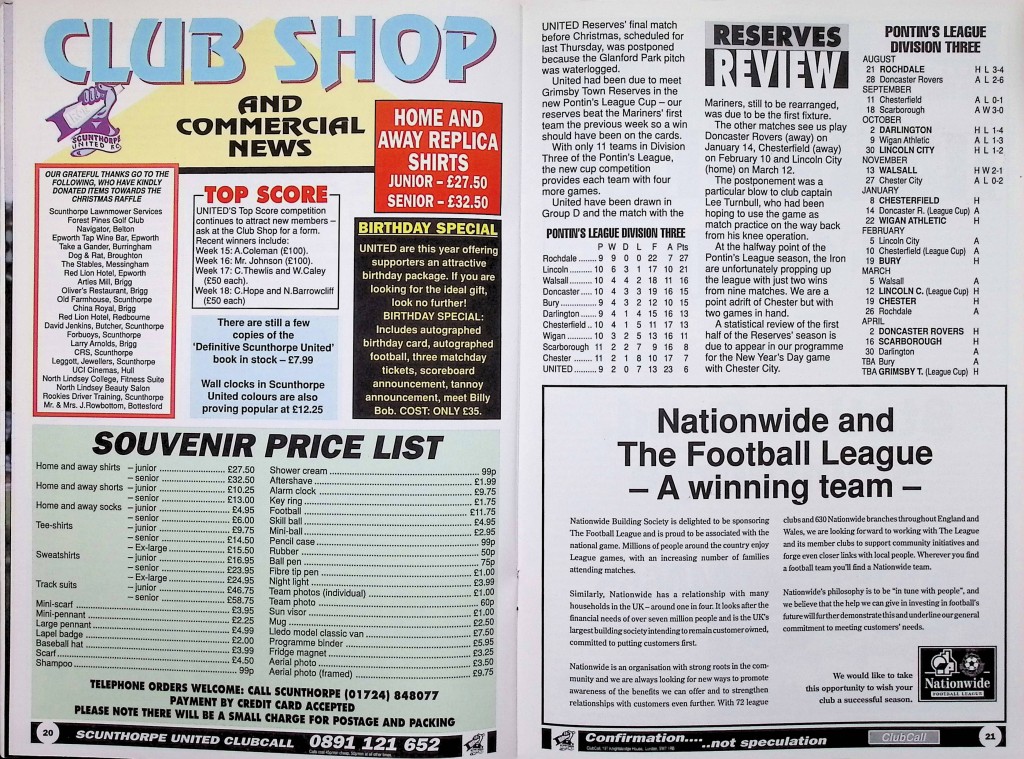 CLUB SHOP
AND
COMMERCIAL
NEWS
SCUNTHORPE
UNITED F.C.
HOME AND
AWAY REPLICA
SHIRTS
JUNIOR – £27.50
SENIOR – £32.50
OUR GRATEFUL THANKS GO TO THE
FOLLOWING, WHO HAVE KINDLY
DONATED ITEMS TOWARDS THE
CHRISTMAS RAFFLE
Scunthorpe Lawnmower Services
Forest Pines Golf Club
Navigator, Belton
Epworth Tap Wine Bar, Epworth
Take a Gander, Burringham
Dog & Rat, Broughton
The Stables, Messingham
Red Lion Hotel, Epworth
Arties Mill, Brigg
Oliver's Restaurant, Brigg
Old Farmhouse, Scunthorpe
China Royal, Brigg
Red Lion Hotel, Redbourne
David Jenkins, Butcher, Scunthorpe
Forbuoys, Scunthorpe
Larry Arnolds, Brigg
CRS, Scunthorpe
Leggott, Jewellers, Scunthorpe
UCI Cinemas, Hull
North Lindsey College, Fitness Suite
North Lindsey Beauty Salon
Rookies Driver Training, Scunthorpe
Mr. & Mrs. J.Rowbottom, Bottesford
TOP SCORE
UNITED'S Top Score competition
continues to attract new members –
ask at the Club Shop for a form.
Recent winners include:
Week 15: A.Coleman (£100).
Week 16: Mr. Johnson (£100).
Week 17: C.Thewlis and W.Caley
(£50 each).
Week 18: C.Hope and N.Barrowcliff
(£50 each)
There are still a few
copies of the
'Definitive Scunthorpe United'
book in stock – £7.99
Wall clocks in Scunthorpe
United colours are also
proving popular at £12.25
BIRTHDAY SPECIAL
UNITED are this year offering
supporters an attractive
birthday package. If you are
looking for the ideal gift,
look no further!
BIRTHDAY SPECIAL:
Includes autographed
birthday card, autographed
football, three matchday
tickets, scoreboard
announcement, tannoy
announcement, meet Billy
Bob. COST: ONLY £35.
SOUVENIR PRICE LIST
Home and away shirts – junior £27.50
– senior £32.50
Home and away shorts – junior £10.25
– senior £13.00
Home and away socks – junior £4.95
– senior £6.00
Tee-shirts – junior £9.75
– senior £14.50
– Ex-large £15.50
Sweatshirts – junior £16.95
– senior £23.95
– Ex-large £24.95
Track suits – junior £46.75
– senior £58.75
Mini-scarf £3.95
Mini-pennant £2.25
Large pennant £4.99
Lapel badge £2.00
Baseball hat £3.99
Scarf £4.50
Shampoo 99p
Shower cream 99p
Aftershave £1.99
Alarm clock £9.75
Key ring £1.75
Football £11.75
Skill ball £4.95
Mini-ball £2.95
Pencil case 99p
Rubber 50p
Ball pen 75p
Fibre tip pen £1.00
Night light £3.99
Team photos (individual) £1.00
Team photo 60p
Sun visor £1.00
Mug £2.50
Lledo model classic van £7.50
Programme binder £5.95
Fridge magnet £3.25
Aerial photo £3.50
Aerial photo (framed) £9.75
TELEPHONE ORDERS WELCOME: CALL SCUNTHORPE (01724) 848077
PAYMENT BY CREDIT CARD ACCEPTED
PLEASE NOTE THERE WILL BE A SMALL CHARGE FOR POSTAGE AND PACKING
20 SCUNTHORPE UNITED CLUBCALL 0891 121 652
UNITED Reserves' final match
before Christmas, scheduled for
last Thursday, was postponed
because the Glanford Park pitch
was waterlogged.
United had been due to meet
Grimsby Town Reserves in the
new Pontin's League Cup – our
reserves beat the Mariners' first
team the previous week so a win
should have been on the cards.
With only 11 teams in Division
Three of the Pontin's League,
the new cup competition
provides each team with four
more games.
United have been drawn in
Group D and the match with the
PONTIN'S LEAGUE DIVISION THREE
P W D L F A Pts
Rochdale 9 9 0 0 22 7 27
Lincoln 10 6 3 1 17 10 21
Walsall 10 4 4 2 18 11 16
Doncaster 10 4 3 3 19 16 15
Bury 9 4 3 2 12 10 15
Darlington 9 4 1 4 15 16 13
Chesterfield 10 4 1 5 11 17 13
Wigan 10 3 2 5 13 16 11
Scarborough 11 2 2 7 9 16 8
Chester 11 2 1 8 10 17 7
UNITED 9 2 0 7 13 23 6
RESERVES
REVIEW
Mariners, still to be rearranged,
was due to be the first fixture.
The other matches see us play
Doncaster Rovers (away) on
January 14, Chesterfield (away)
on February 10 and Lincoln City
(home) on March 12.
The postponement was a
particular blow to club captain
Lee Turnbull, who had been
hoping to use the game as
match practice on the way back
from his knee operation.
At the halfway point of the
Pontin's League season, the Iron
are unfortunately propping up
the league with just two wins
from nine matches. We are a
point adrift of Chester but with
two games in hand.
A statistical review of the first
half of the Reserves' season is
due to appear in our programme
for the New Year's Day game
with Chester City.
PONTIN'S LEAGUE
DIVISION THREE
AUGUST
21 ROCHDALE H L 3-4
28 Doncaster Rovers A L 2-6
SEPTEMBER
11 Chesterfield A L 0-1
18 Scarborough A W 3-0
OCTOBER
2 DARLINGTON H L 1-4
9 Wigan Athletic A L 1-3
30 LINCOLN CITY H L 1-2
NOVEMBER
13 WALSALL H W 2-1
27 Chester City A L 0-2
JANUARY
8 CHESTERFIELD H
14 Doncaster R. (League Cup) A
22 WIGAN ATHLETIC H
FEBRUARY
5 Lincoln City A
10 Chesterfield (League Cup) A
19 BURY H
MARCH
5 Walsall A
12 LINCOLN C. (League Cup) H
19 CHESTER H
26 Rochdale A
APRIL
2 DONCASTER ROVERS H
16 SCARBOROUGH H
30 Darlington A
TBA Bury A
TBA GRIMSBY T. (League Cup) H
Nationwide and
The Football League
– A winning team –
Nationwide Building Society is delighted to be sponsoring
The Football League and is proud to be associated with the
national game. Millions of people around the country enjoy
League games, with an increasing number of families
attending matches.
Similarly, Nationwide has a relationship with many
households in the UK – around one in four. It looks after the
financial needs of over seven million people and is the UK's
largest building society intending to remain customer owned,
committed to putting customers first.
Nationwide is an organisation with strong roots in the com-
munity and we are always looking for new ways to promote
awareness of the benefits we can offer and to strengthen
relationships with customers even further. With 72 league
clubs and 630 Nationwide branches throughout England and
Wales, we are looking forward to working with The League
and its member clubs to support community initiatives and
forge even closer links with local people. Wherever you find
a football team you'll find a Nationwide team.
Nationwide's philosophy is to be "in tune with people", and
we believe that the help we can give in investing in football's
future will further demonstrate this and underline our general
commitment to meeting customers' needs.
We would like to take
this opportunity to wish your
club a successful season.
Nationwide
FOOTBALL LEAGUE
Confirmation.... ..not speculation ClubCall 21